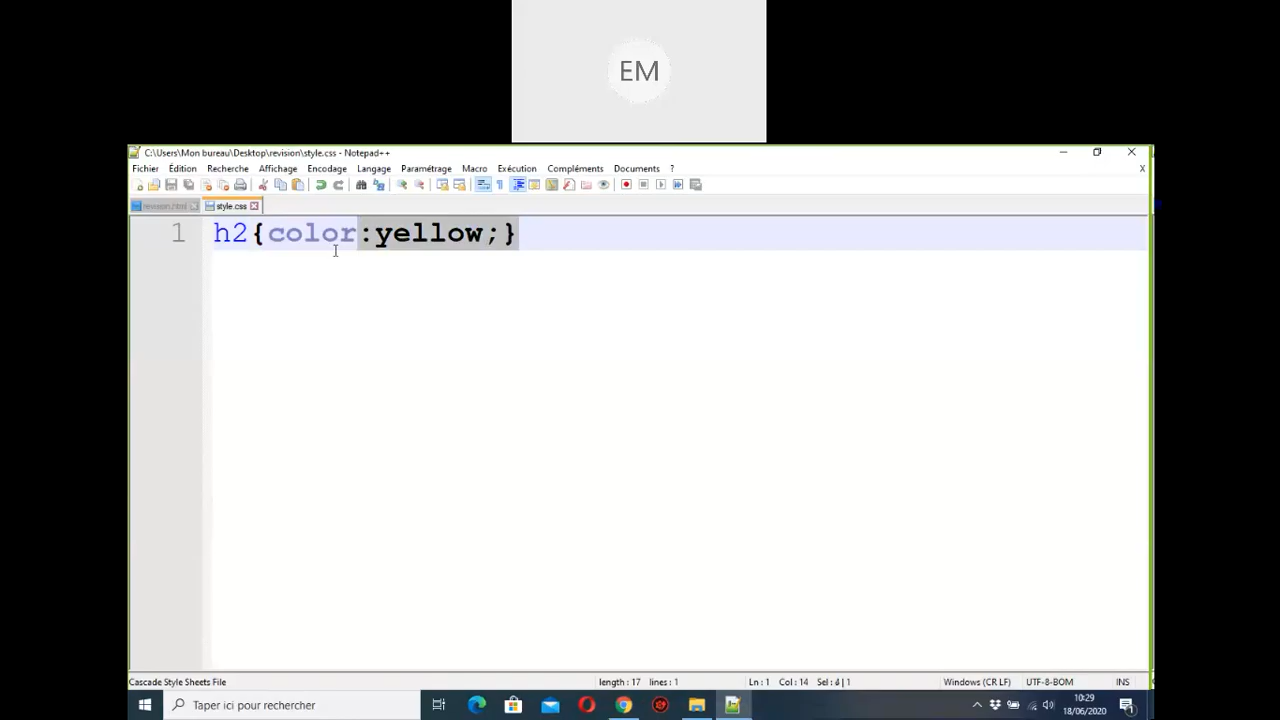 EM
C:\Users\Mon bureau\Desktop\revision\style.css - Notepad++
Fichier Édition Recherche Affichage Encodage Langage Paramétrage Macro Exécution Compléments Documents ? X
revision.html style.css
1 h2{color:yellow;}
Cascade Style Sheets File length : 17 lines : 1 Ln : 1 Col : 14 Sel : 4 | 1 Windows (CR LF) UTF-8-BOM INS
Taper ici pour rechercher
10:29
18/06/2020